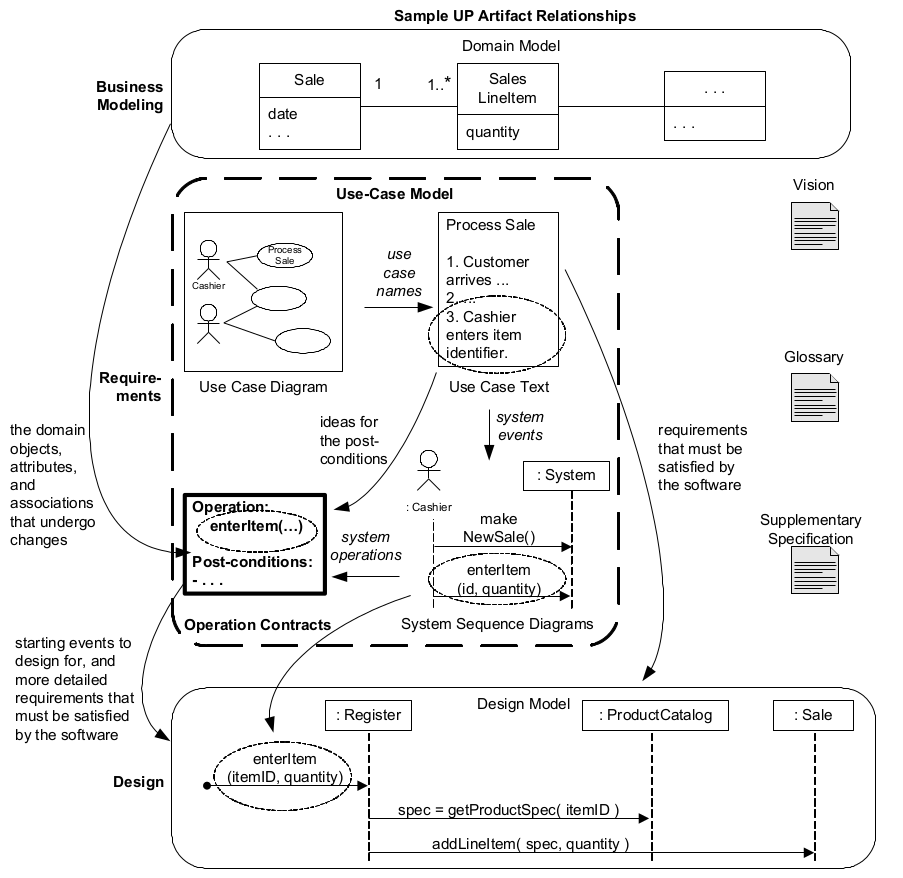 Sample UP Artifact Relationships
Domain Model
Business
Modeling
Sale
1
1..*
Sales
LineItem
. . .
date
. . .
quantity
. . .
Use-Case Model
Vision
Process
Sale
Cashier
use
case
names
Process Sale
1. Customer
arrives ...
2. ...
3. Cashier
enters item
identifier.
Glossary
Require-
ments
Use Case Diagram
Use Case Text
the domain
objects,
attributes,
and
associations
that undergo
changes
ideas for
the post-
conditions
system
events
requirements
that must be
satisfied by
the software
: System
: Cashier
Operation:
enterItem(…)
Post-conditions:
- . . .
system
operations
make
NewSale()
enterItem
(id, quantity)
Supplementary
Specification
Operation Contracts
System Sequence Diagrams
starting events to
design for, and
more detailed
requirements that
must be satisfied
by the software
Design Model
: Register
: ProductCatalog
: Sale
Design
enterItem
(itemID, quantity)
spec = getProductSpec( itemID )
addLineItem( spec, quantity )